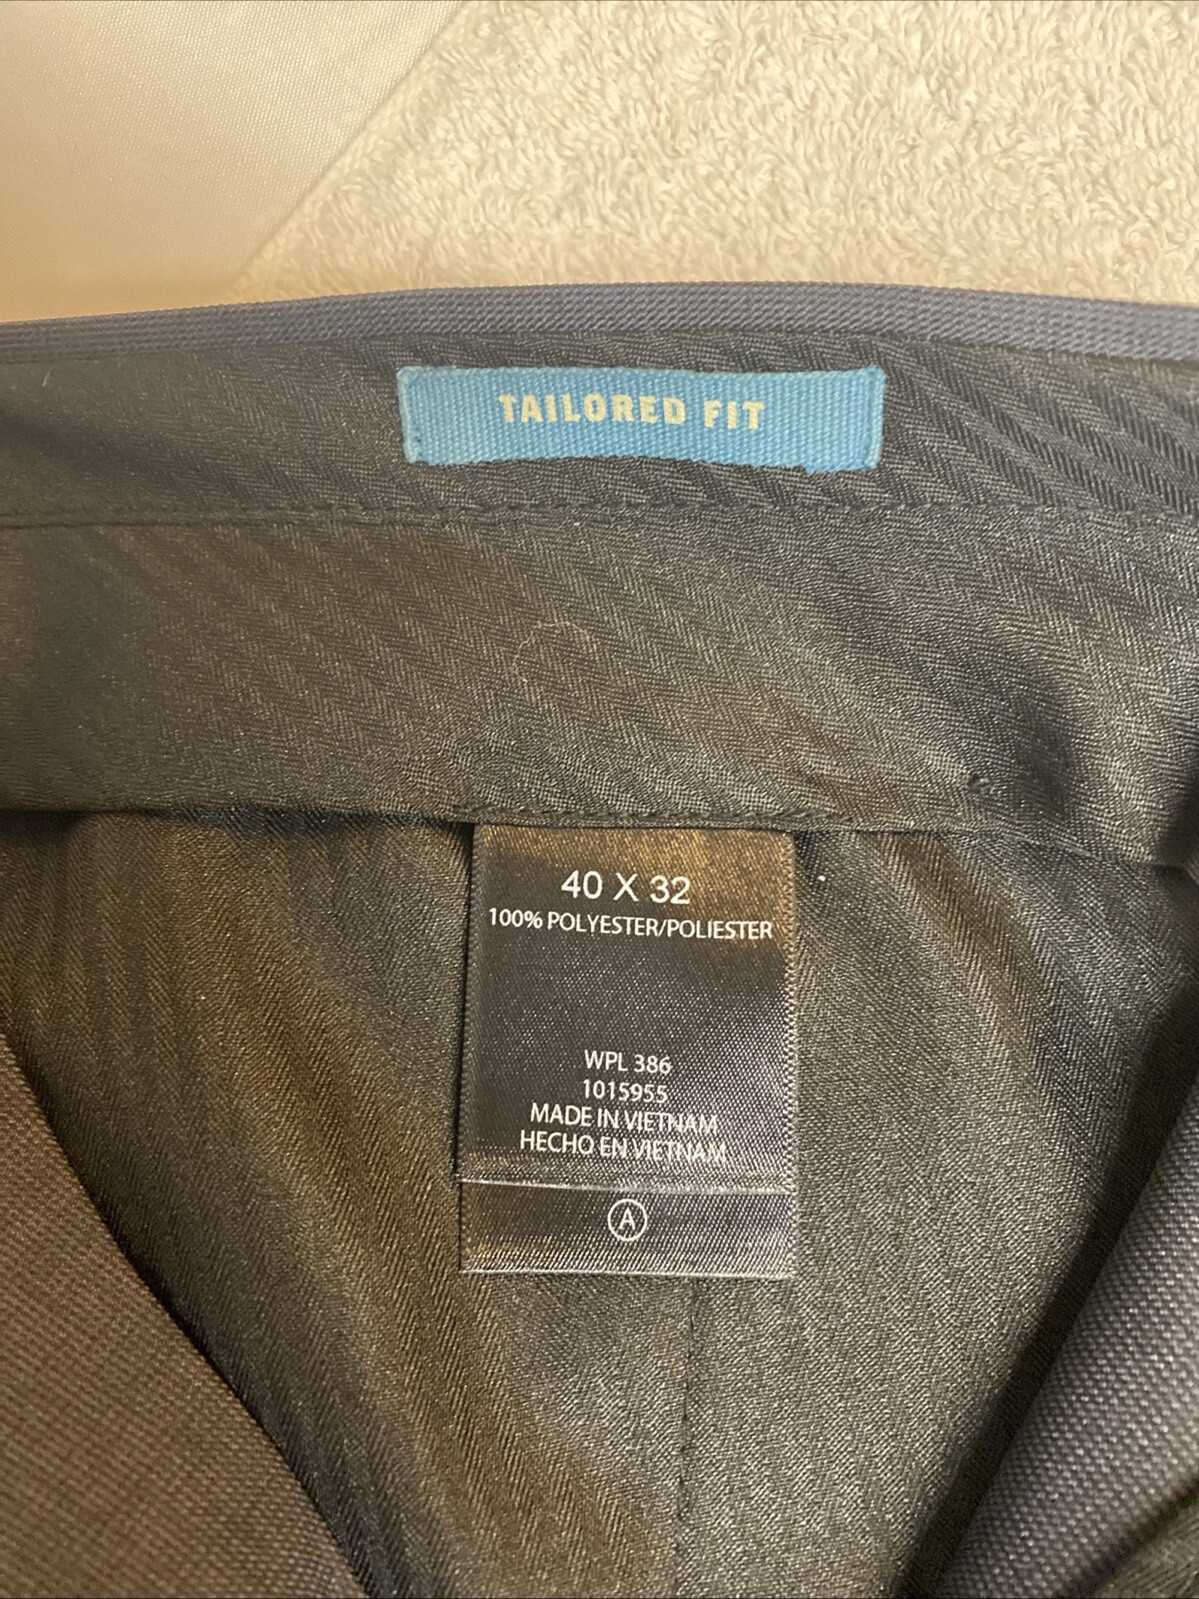 TAILORED FIT
40 X 32
100% POLYESTER/POLIESTER
WPL 386
1015955
MADE IN VIETNAM
HECHO EN VIETNAM
A